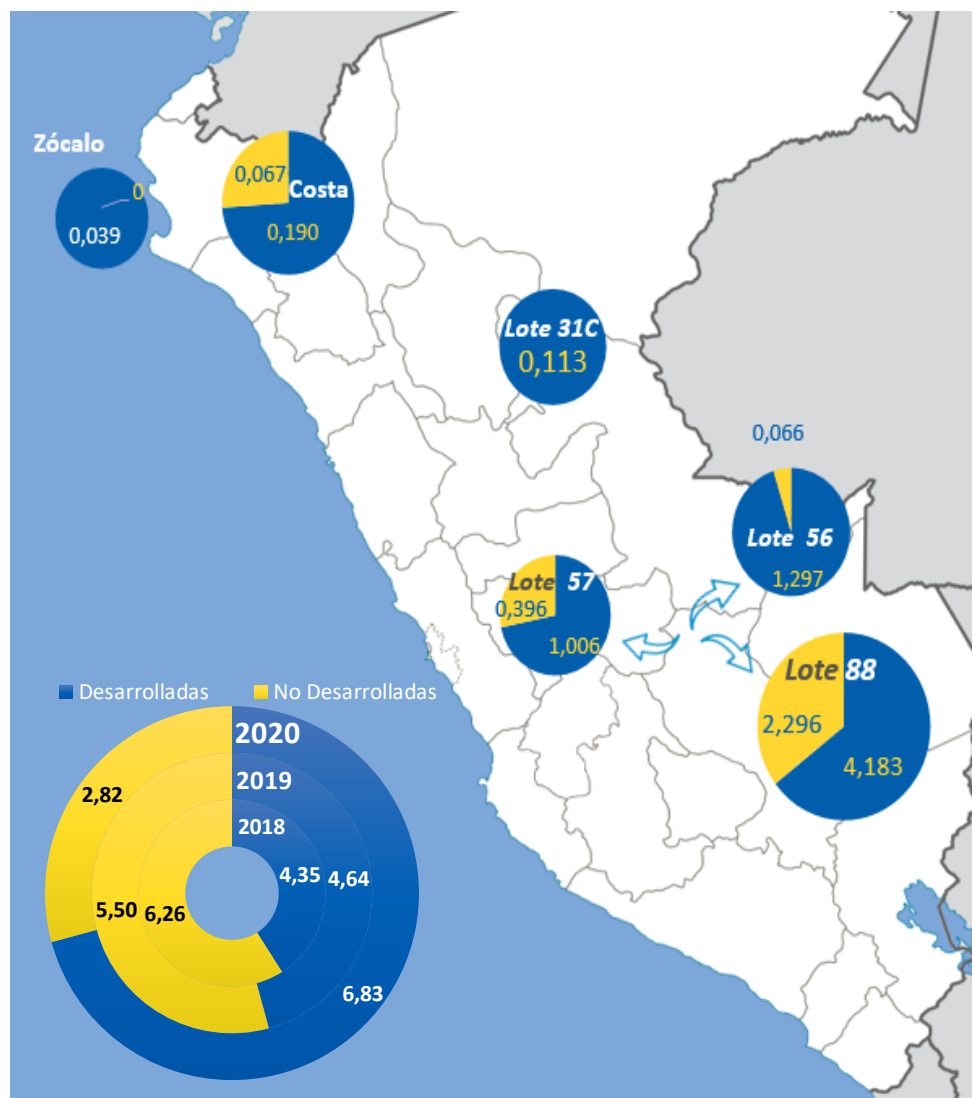 Zócalo
0
0,039
0,067
Costa
0,190
Lote 31C
0,113
0,066
Lote 56
1,297
Lote 57
0,396
1,006
Lote 88
2,296
4,183
Desarrolladas
No Desarrolladas
2020
2019
2018
2,82
4,35
4,64
5,50
6,26
6,83